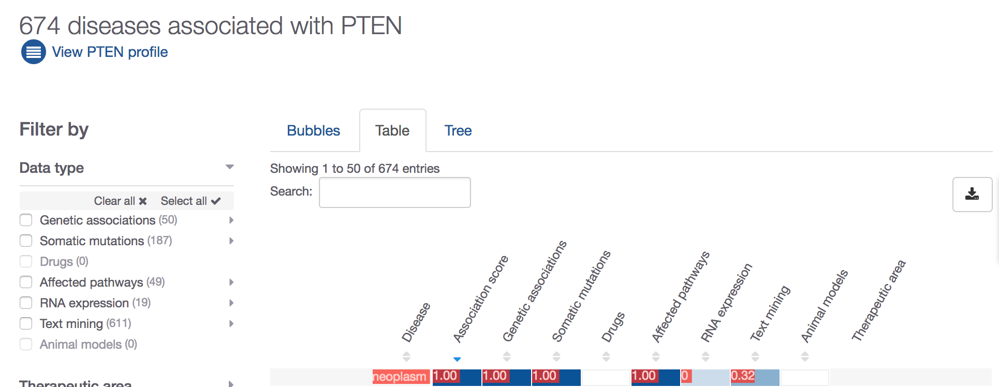 674 diseases associated with PTEN
View PTEN profile
Filter by
Data type
Clear all
Select all
Genetic associations (50)
Somatic mutations (187)
Drugs (0)
Affected pathways (49)
RNA expression (19)
Text mining (611)
Animal models (0)
Therapeutic area
Bubbles
Table
Tree
Showing 1 to 50 of 674 entries
Search:
Disease
Association score
Genetic associations
Somatic mutations
Drugs
Affected pathways
RNA expression
Text mining
Animal models
Therapeutic area
neoplasm 1.00 1.00 1.00 1.00 0 0.32